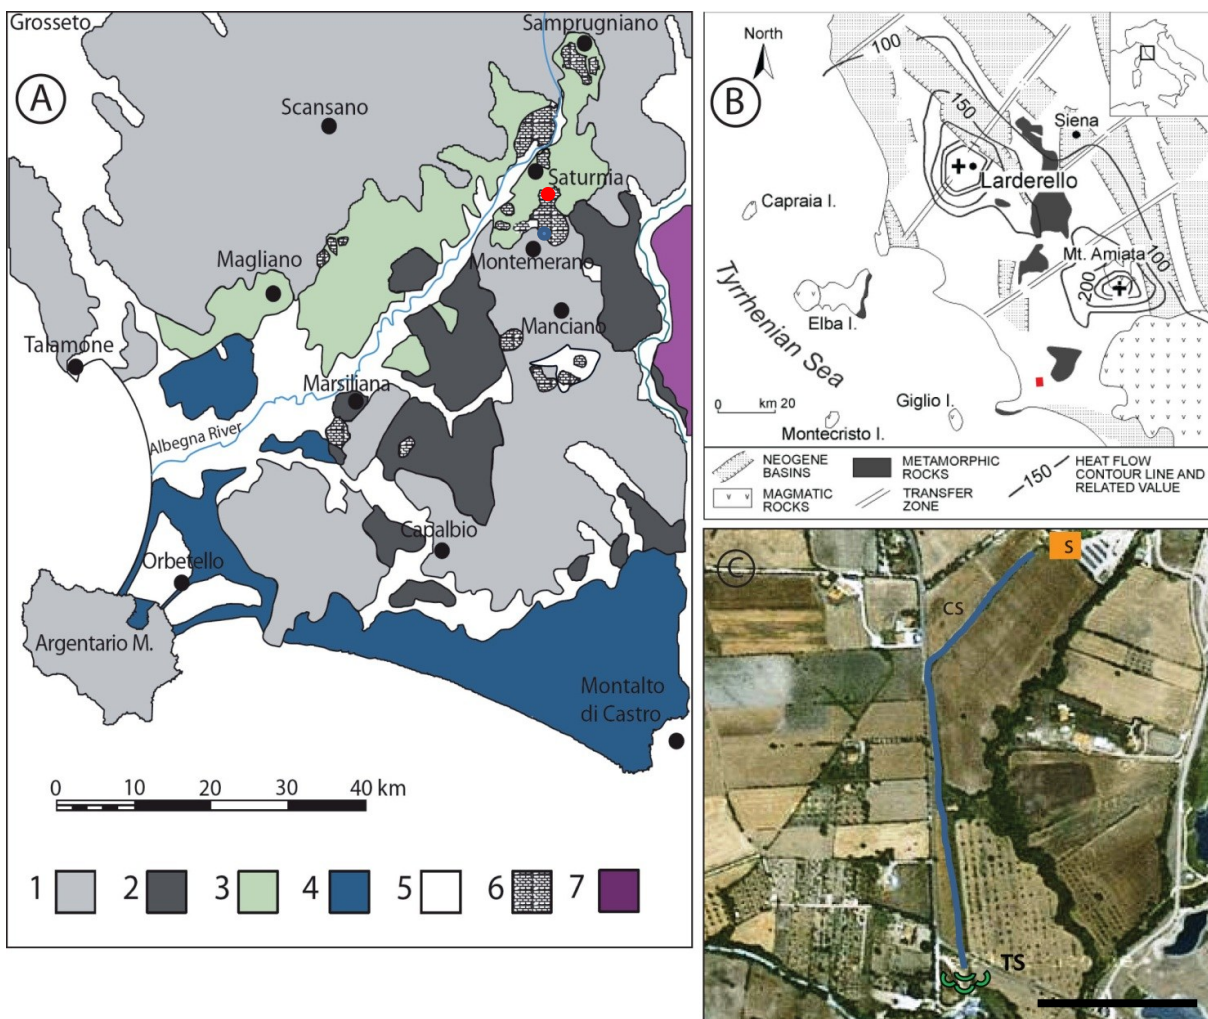 Grosseto
Samprugniano
A
Scansano
Saturnia
Montemerano
Magliano
Manciano
Talamone
Marsiliana
Albegna River
Capalbio
Orbetello
Argentario M.
Montalto
di Castro
0 10 20 30 40 km
1 2 3 4 5 6 7
North
100
B
150
Siena
Larderello
Capraia I.
Mt. Amiata
100
200
Elba I.
Tyrrhenian Sea
0 km 20
Giglio I.
Montecristo I.
NEOGENE
BASINS
METAMORPHIC
ROCKS
150
HEAT FLOW
CONTOUR LINE AND
RELATED VALUE
MAGMATIC
ROCKS
TRANSFER
ZONE
C
S
CS
TS